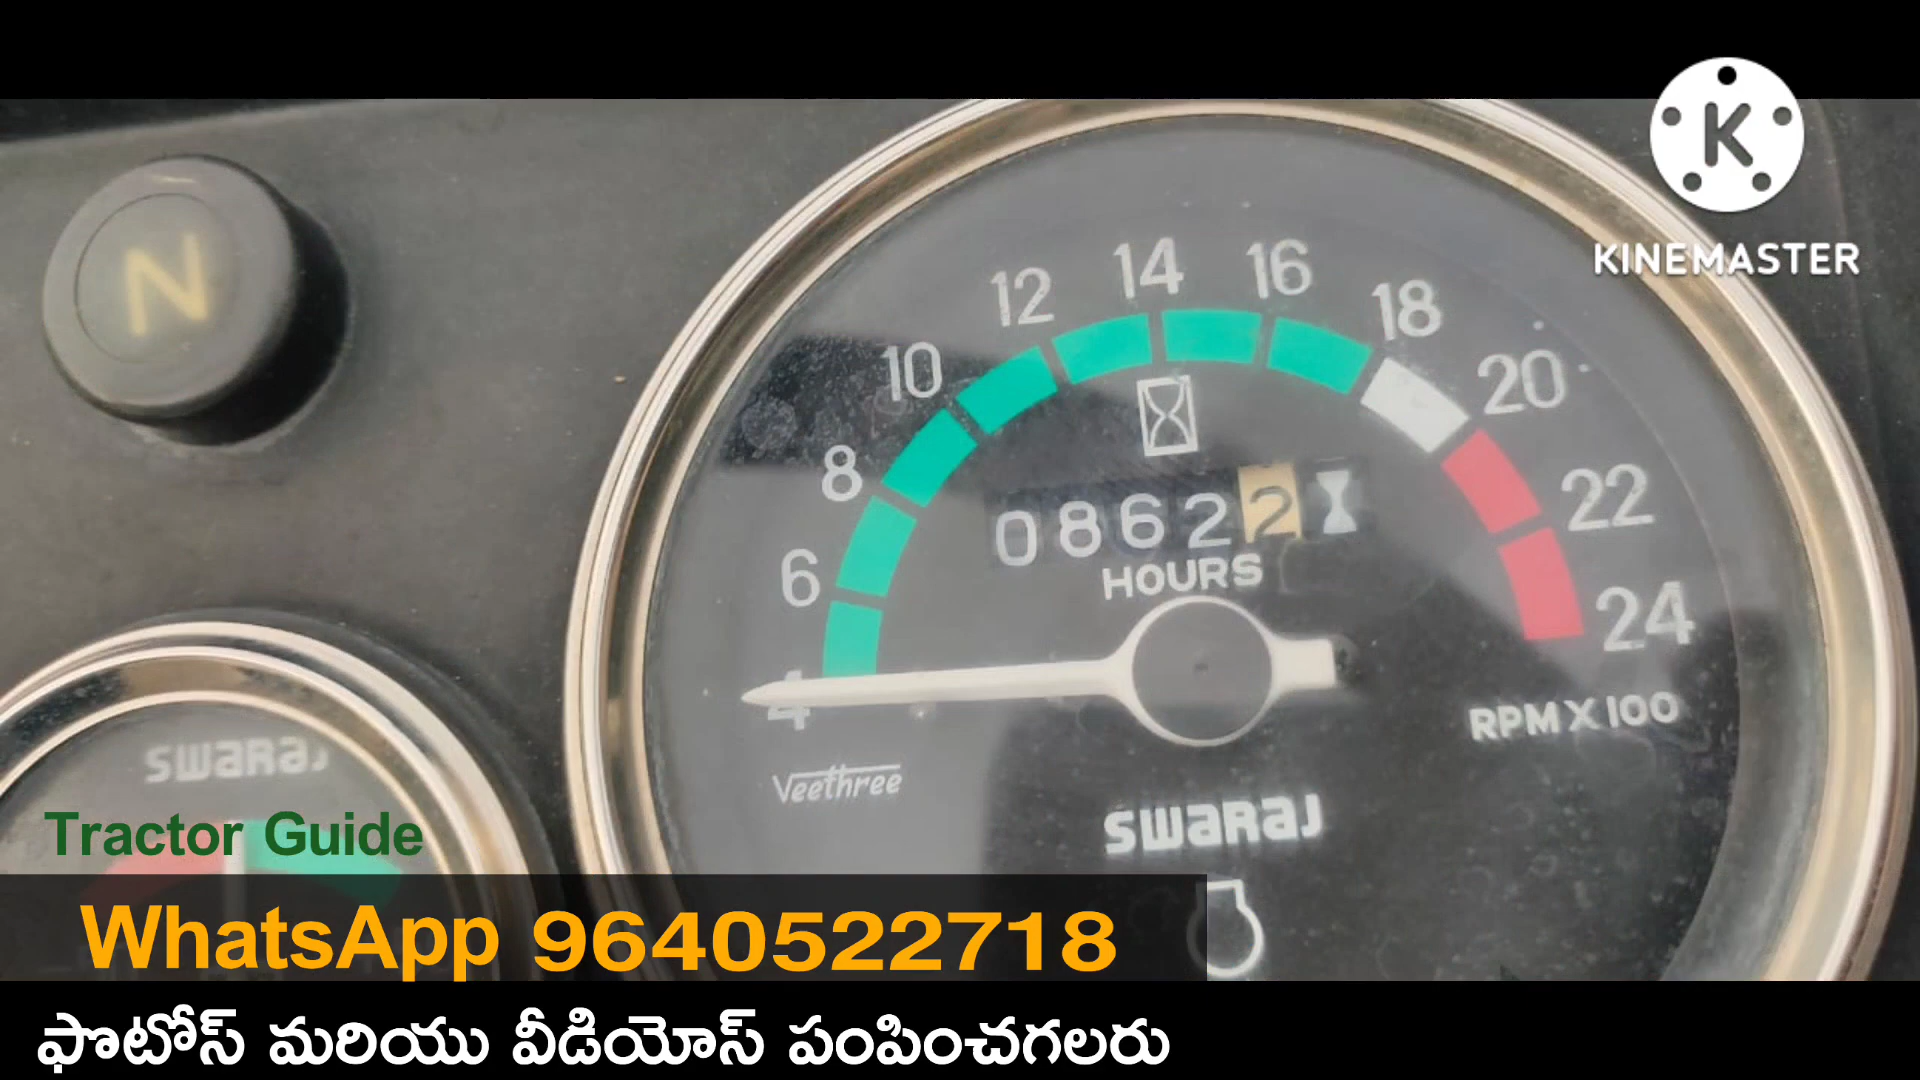 K
KINEMASTER
N
4
6
8
10
12
14
16
18
20
22
24
08622
HOURS
RPM X 100
Veethree
SWARAJ
SWARAJ
Tractor Guide
WhatsApp 9640522718
ఫొటోస్ మరియు వీడియోస్ పంపించగలరు